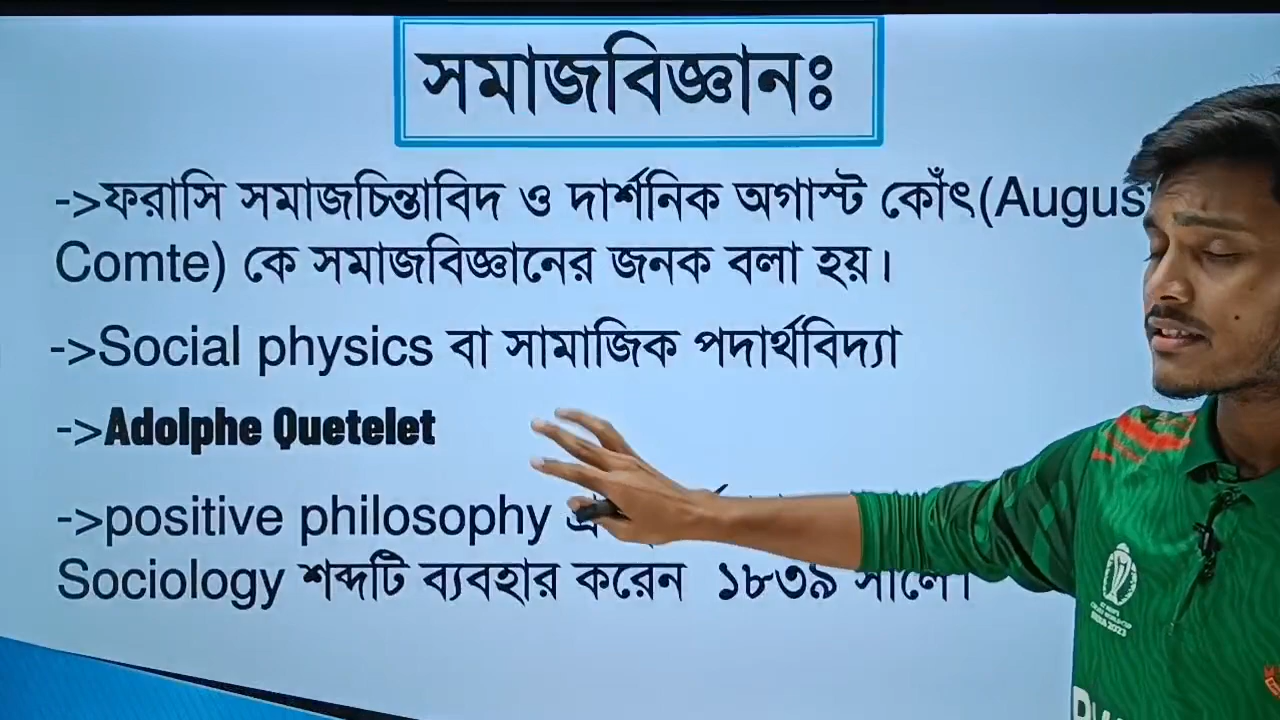 সমাজবিজ্ঞানঃ
->ফরাসি সমাজচিন্তাবিদ ও দার্শনিক অগাস্ট কোঁৎ(Augus
Comte) কে সমাজবিজ্ঞানের জনক বলা হয়।
->Social physics বা সামাজিক পদার্থবিদ্যা
->Adolphe Quetelet
->positive philosophy
Sociology শব্দটি ব্যবহার করেন ১৮৩৯ সালে।